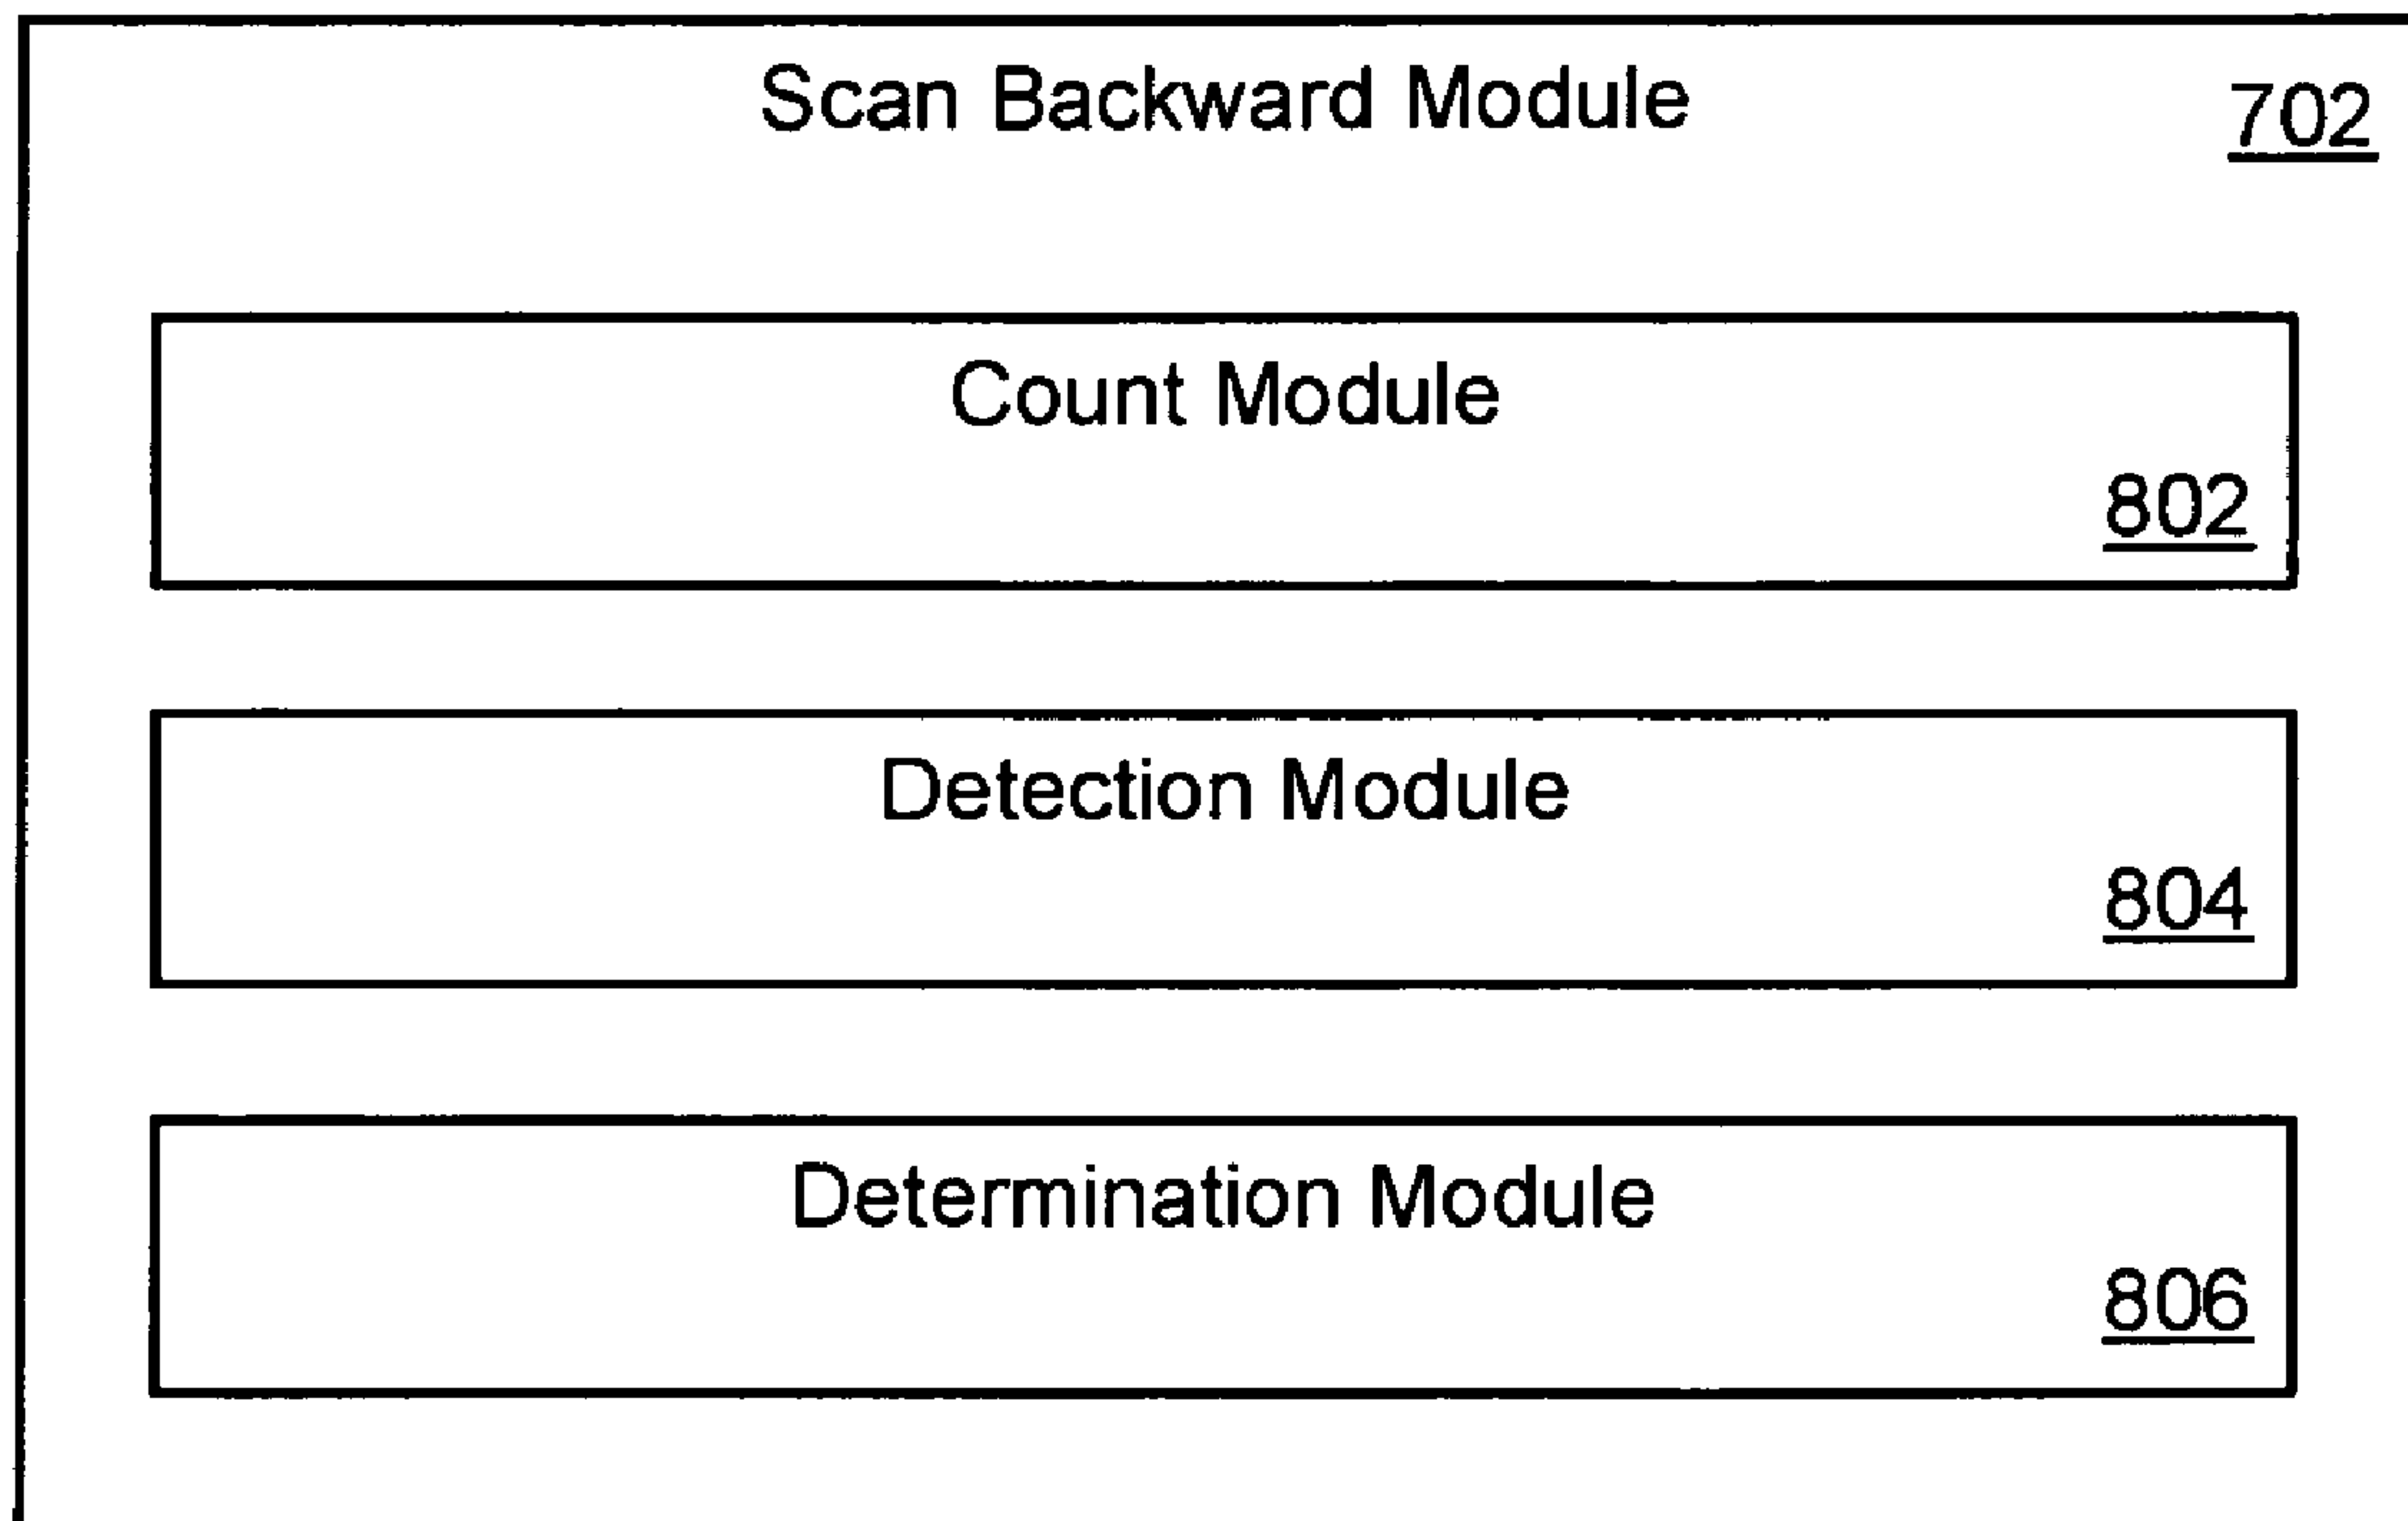 Scan Backward Module 702
Count Module
802
Detection Module
804
Determination Module
806